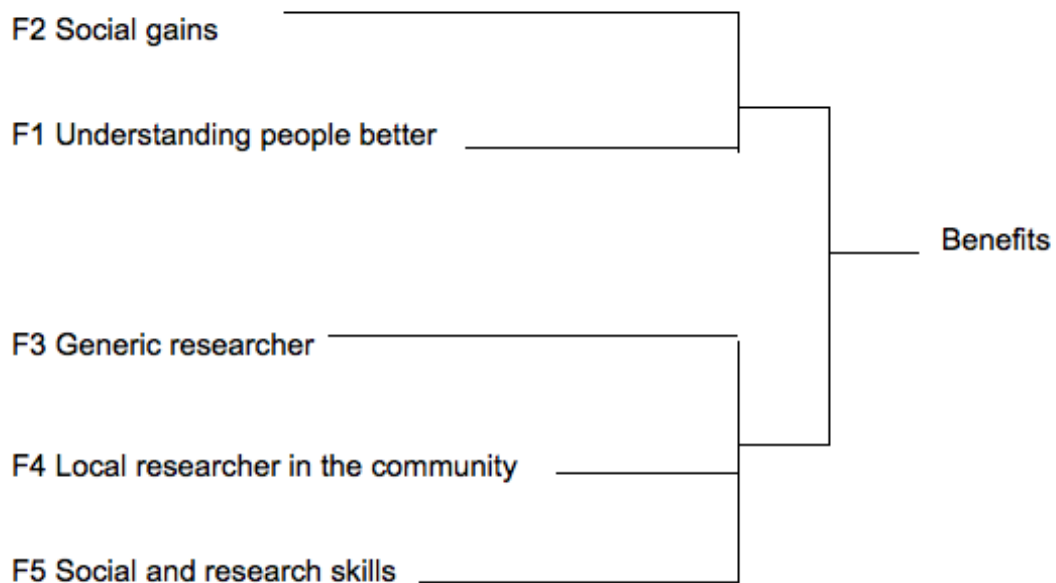 F2 Social gains
F1 Understanding people better
Benefits
F3 Generic researcher
F4 Local researcher in the community
F5 Social and research skills